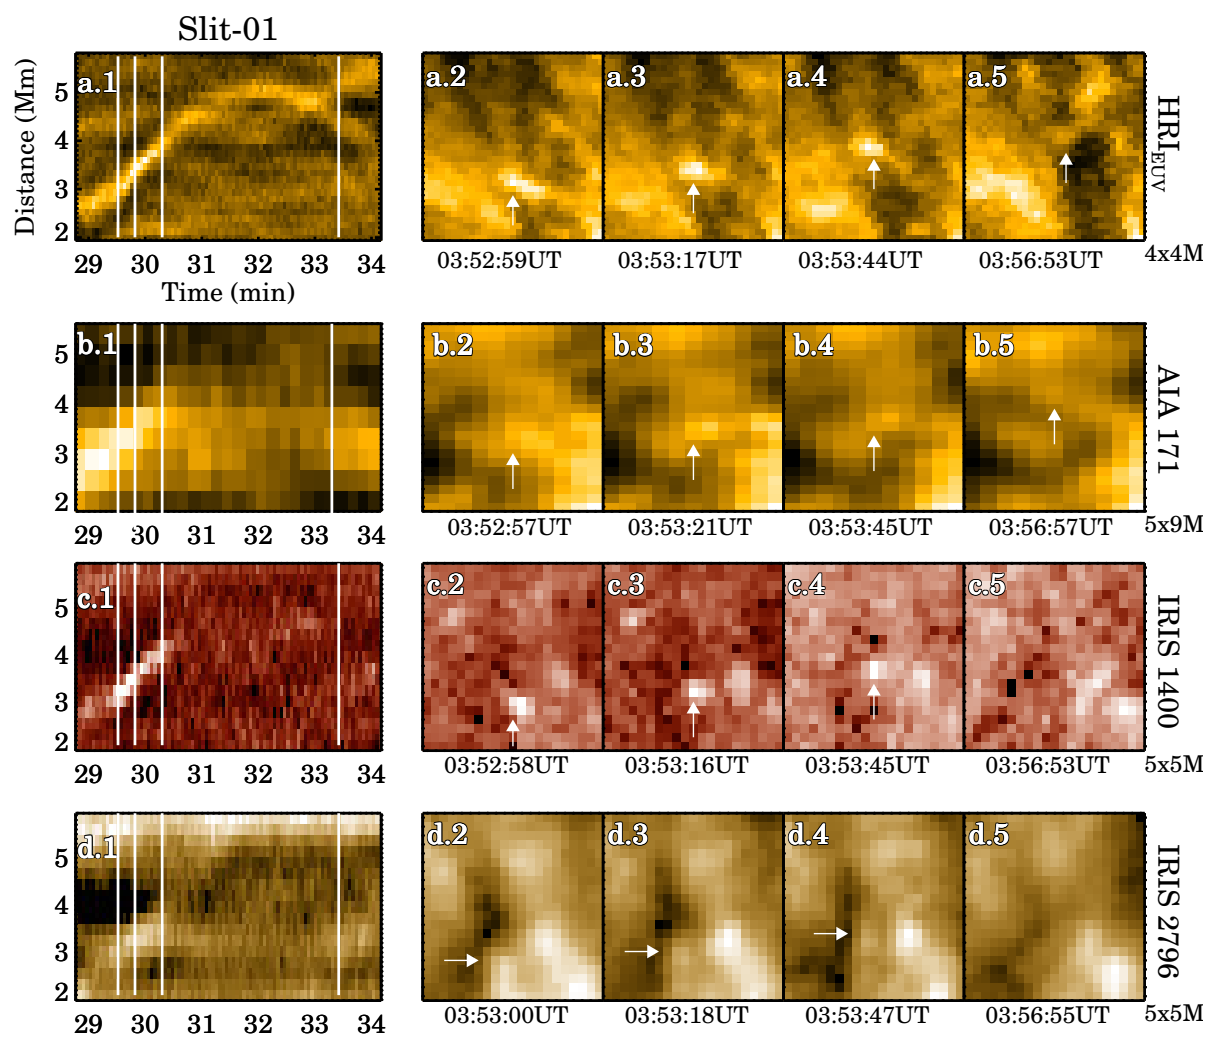 Slit-01
a.1
a.2
a.3
a.4
a.5
Distance (Mm)
5
4
3
2
29 30 31 32 33 34
Time (min)
03:52:59UT 03:53:17UT 03:53:44UT 03:56:53UT
HRI_EUV
4x4M
b.1
b.2
b.3
b.4
b.5
5
4
3
2
29 30 31 32 33 34
03:52:57UT 03:53:21UT 03:53:45UT 03:56:57UT
AIA 171
5x9M
c.1
c.2
c.3
c.4
c.5
5
4
3
2
29 30 31 32 33 34
03:52:58UT 03:53:16UT 03:53:45UT 03:56:53UT
IRIS 1400
5x5M
d.1
d.2
d.3
d.4
d.5
5
4
3
2
29 30 31 32 33 34
03:53:00UT 03:53:18UT 03:53:47UT 03:56:55UT
IRIS 2796
5x5M